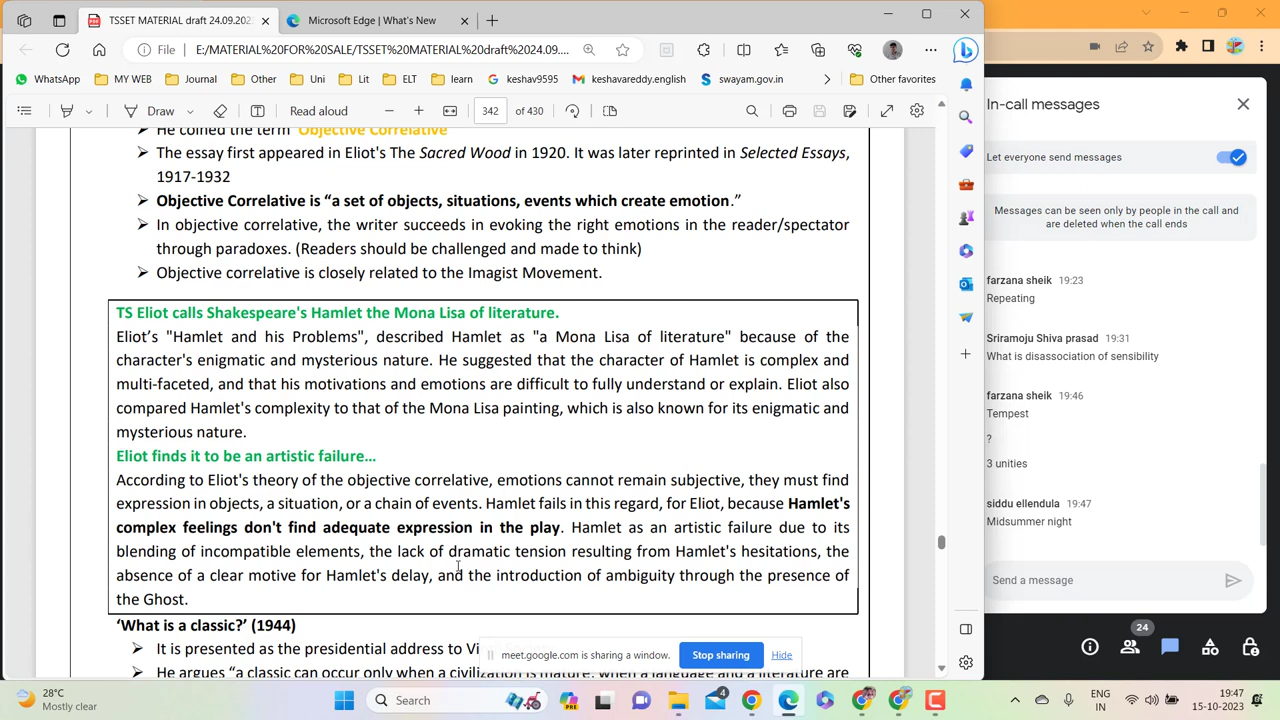 TSSET MATERIAL draft 24.09.202
Microsoft Edge | What's New
File
E:/MATERIAL%20FOR%20SALE/TSSET%20MATERIAL%20draft%2024.09....
WhatsApp
MY WEB
Journal
Other
Uni
Lit
ELT
learn
keshav9595
keshavareddy.english
swayam.gov.in
Other favorites
Draw
Read aloud
342 of 430
He coined the term 'Objective Correlative'
The essay first appeared in Eliot's The Sacred Wood in 1920. It was later reprinted in Selected Essays,
1917-1932
Objective Correlative is “a set of objects, situations, events which create emotion.”
In objective correlative, the writer succeeds in evoking the right emotions in the reader/spectator
through paradoxes. (Readers should be challenged and made to think)
Objective correlative is closely related to the Imagist Movement.
TS Eliot calls Shakespeare's Hamlet the Mona Lisa of literature.
Eliot’s "Hamlet and his Problems", described Hamlet as "a Mona Lisa of literature" because of the
character's enigmatic and mysterious nature. He suggested that the character of Hamlet is complex and
multi-faceted, and that his motivations and emotions are difficult to fully understand or explain. Eliot also
compared Hamlet's complexity to that of the Mona Lisa painting, which is also known for its enigmatic and
mysterious nature.
Eliot finds it to be an artistic failure…
According to Eliot's theory of the objective correlative, emotions cannot remain subjective, they must find
expression in objects, a situation, or a chain of events. Hamlet fails in this regard, for Eliot, because Hamlet's
complex feelings don't find adequate expression in the play. Hamlet as an artistic failure due to its
blending of incompatible elements, the lack of dramatic tension resulting from Hamlet's hesitations, the
absence of a clear motive for Hamlet's delay, and the introduction of ambiguity through the presence of
the Ghost.
‘What is a classic?’ (1944)
It is presented as the presidential address to Vi
He argues “a classic can occur only when a civilization is mature, when a language and a literature are
meet.google.com is sharing a window.
Stop sharing
Hide
In-call messages
Let everyone send messages
Messages can be seen only by people in the call and
are deleted when the call ends
farzana sheik 19:23
Repeating
Sriramoju Shiva prasad 19:31
What is disassociation of sensibility
farzana sheik 19:46
Tempest
?
3 unities
siddu ellendula 19:47
Midsummer night
Send a message
24
28°C
Mostly clear
Search
PRE
4
ENG
IN
19:47
15-10-2023